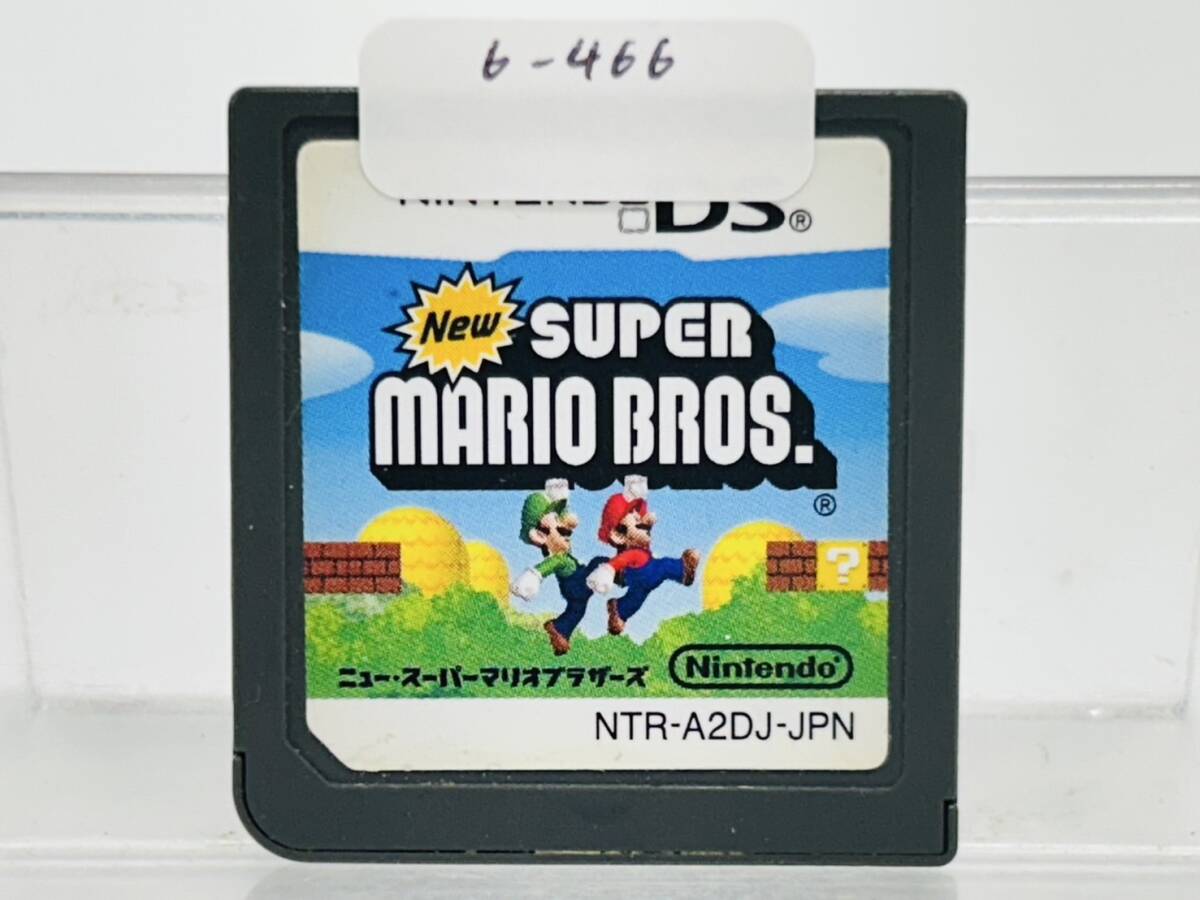 6-466
NINTENDO DS®
New SUPER
MARIO BROS.
®
?
ニュー・スーパーマリオブラザーズ
Nintendo®
NTR-A2DJ-JPN